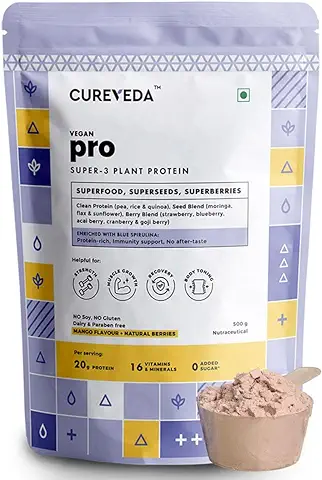 CUREVEDA™
VEGAN
pro
SUPER-3 PLANT PROTEIN
SUPERFOOD, SUPERSEEDS, SUPERBERRIES
Clean Protein (pea, rice & quinoa), Seed Blend (moringa,
flax & sunflower), Berry Blend (strawberry, blueberry,
acai berry, cranberry & goji berry)
ENRICHED WITH BLUE SPIRULINA:
Protein-rich, Immunity support, No after-taste
Helpful for:
STRENGTH
MUSCLE GROWTH
RECOVERY
BODY TONING
NO Soy, NO Gluten
Dairy & Paraben free
MANGO FLAVOUR + NATURAL BERRIES
500 g
Nutraceutical
Per serving:
20g PROTEIN
16 VITAMINS & MINERALS
0 ADDED SUGAR*